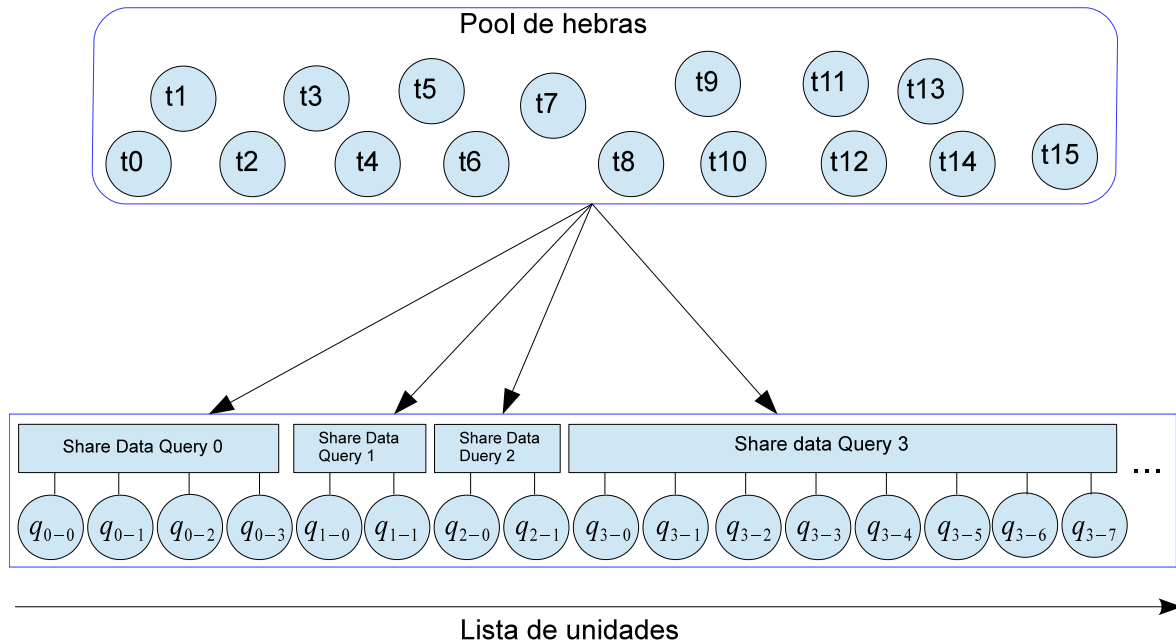 Pool de hebras
t1 t3 t5 t7 t9 t11 t13
t0 t2 t4 t6 t8 t10 t12 t14 t15
Share Data Query 0
Share Data
Query 1
Share Data
Duery 2
Share data Query 3
...
q0−0 q0−1 q0−2 q0−3 q1−0 q1−1 q2−0 q2−1 q3−0 q3−1 q3−2 q3−3 q3−4 q3−5 q3−6 q3−7
Lista de unidades